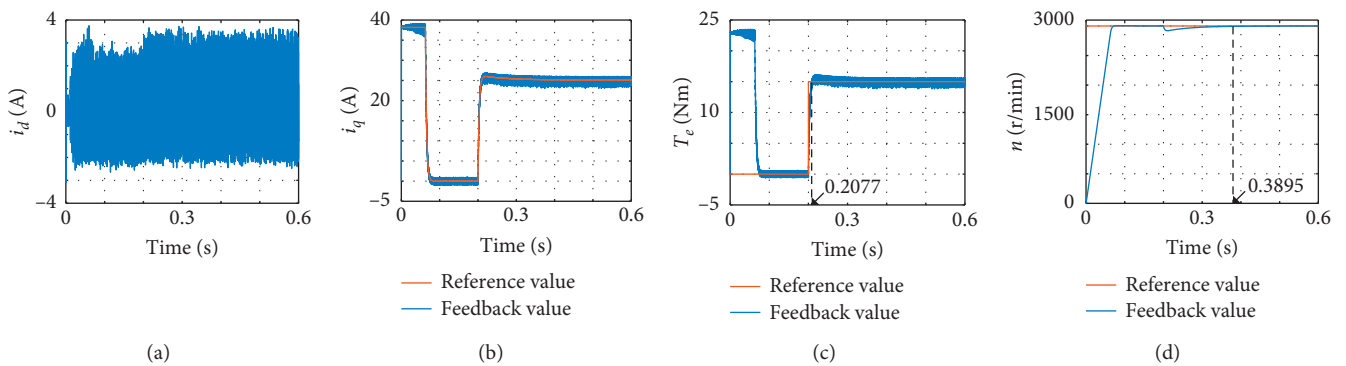 4
0
−4
i_d (A)
0
0.3
0.6
Time (s)
(a)
40
20
−5
i_q (A)
0
0.3
0.6
Time (s)
Reference value
Feedback value
(b)
25
10
−5
T_e (Nm)
0.2077
0
0.3
0.6
Time (s)
Reference value
Feedback value
(c)
3000
1500
0
n (r/min)
0.3895
0
0.3
0.6
Time (s)
Reference value
Feedback value
(d)